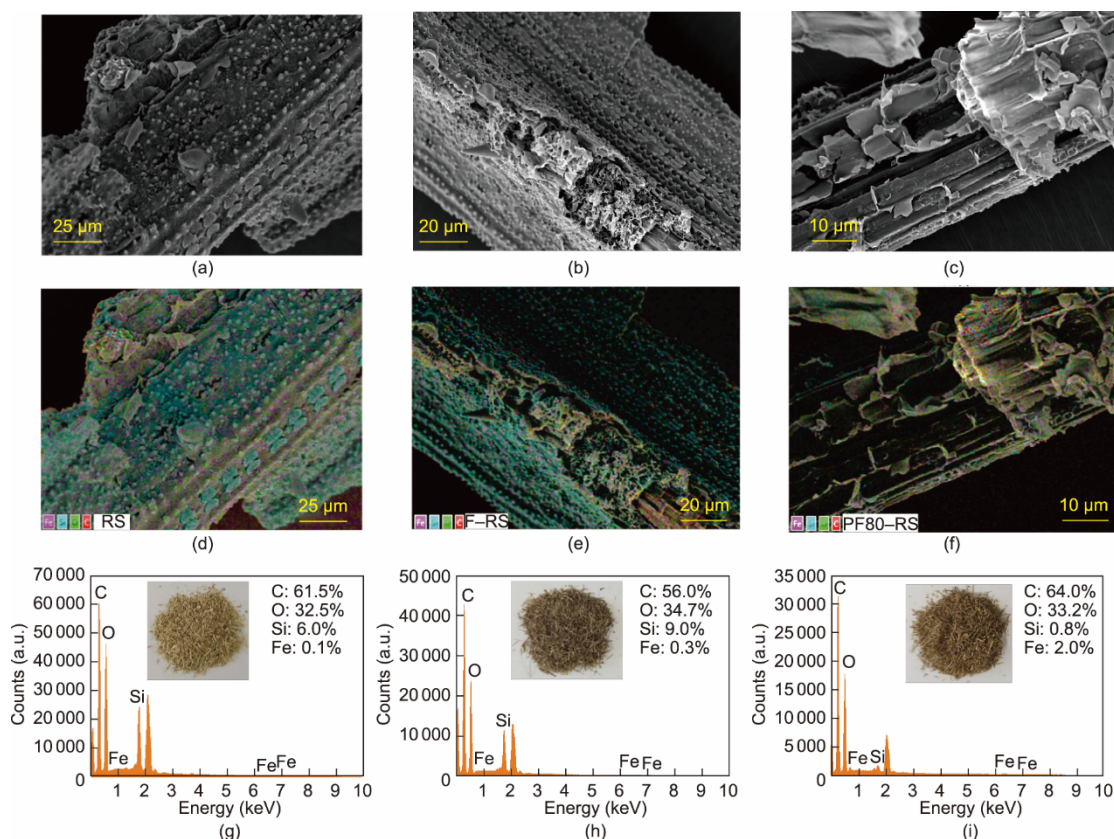 25 µm
20 µm
10 µm
(a)
(b)
(c)
Fe Si O C RS
25 µm
F–RS
20 µm
PF80–RS
10 µm
(d)
(e)
(f)
70 000
60 000
50 000
40 000
30 000
20 000
10 000
0
Counts (a.u.)
C
O
Si
Fe
Fe Fe
C: 61.5%
O: 32.5%
Si: 6.0%
Fe: 0.1%
1 2 3 4 5 6 7 8 9 10
Energy (keV)
(g)
50 000
40 000
30 000
20 000
10 000
0
Counts (a.u.)
C
O
Si
Fe
Fe Fe
C: 56.0%
O: 34.7%
Si: 9.0%
Fe: 0.3%
1 2 3 4 5 6 7 8 9 10
Energy (keV)
(h)
35 000
30 000
25 000
20 000
15 000
10 000
5 000
0
Counts (a.u.)
C
O
Fe Si
Fe Fe
C: 64.0%
O: 33.2%
Si: 0.8%
Fe: 2.0%
1 2 3 4 5 6 7 8 9 10
Energy (keV)
(i)